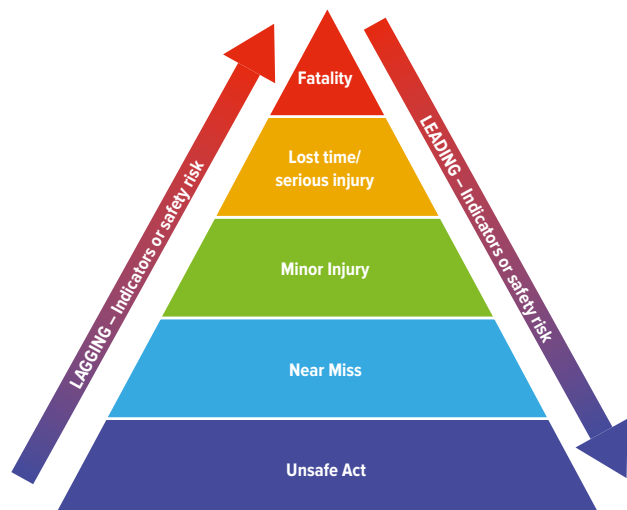 Fatality
Lost time/
serious injury
Minor Injury
Near Miss
Unsafe Act
LAGGING – Indicators or safety risk
LEADING – Indicators or safety risk